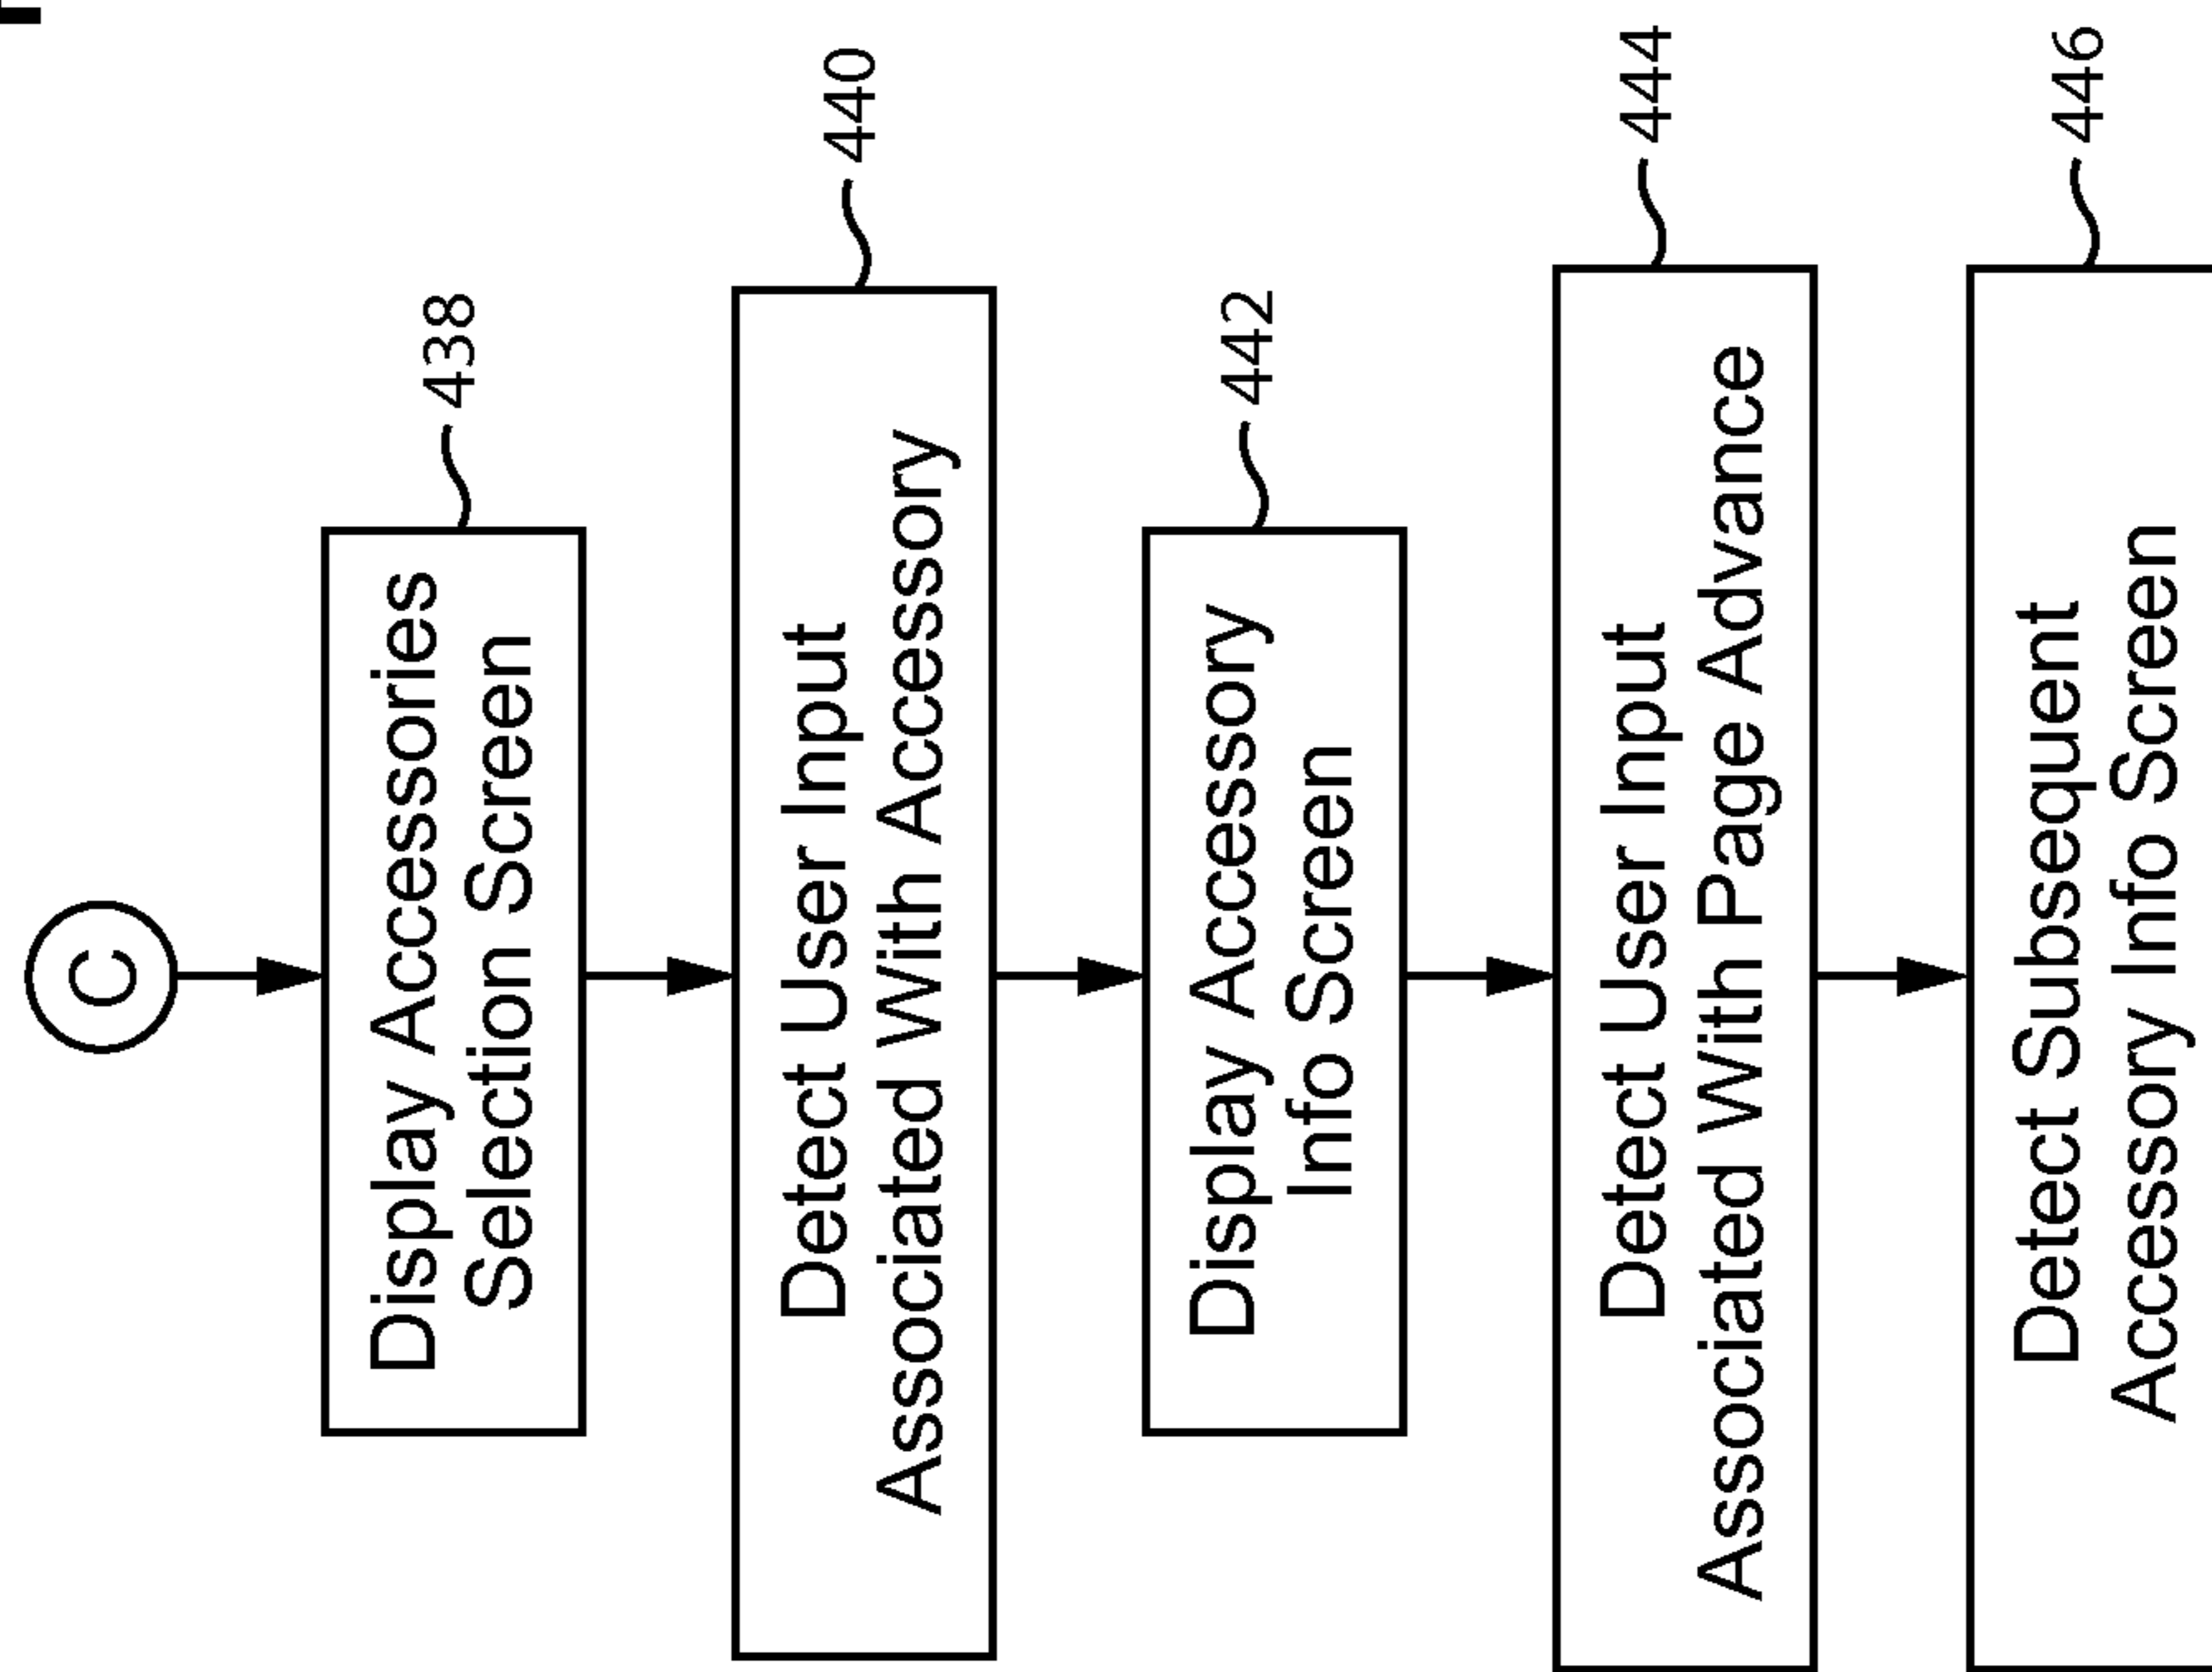 C
Display Accessories
Selection Screen
438
Detect User Input
Associated With Accessory
440
Display Accessory
Info Screen
442
Detect User Input
Associated With Page Advance
444
Detect Subsequent
Accessory Info Screen
446